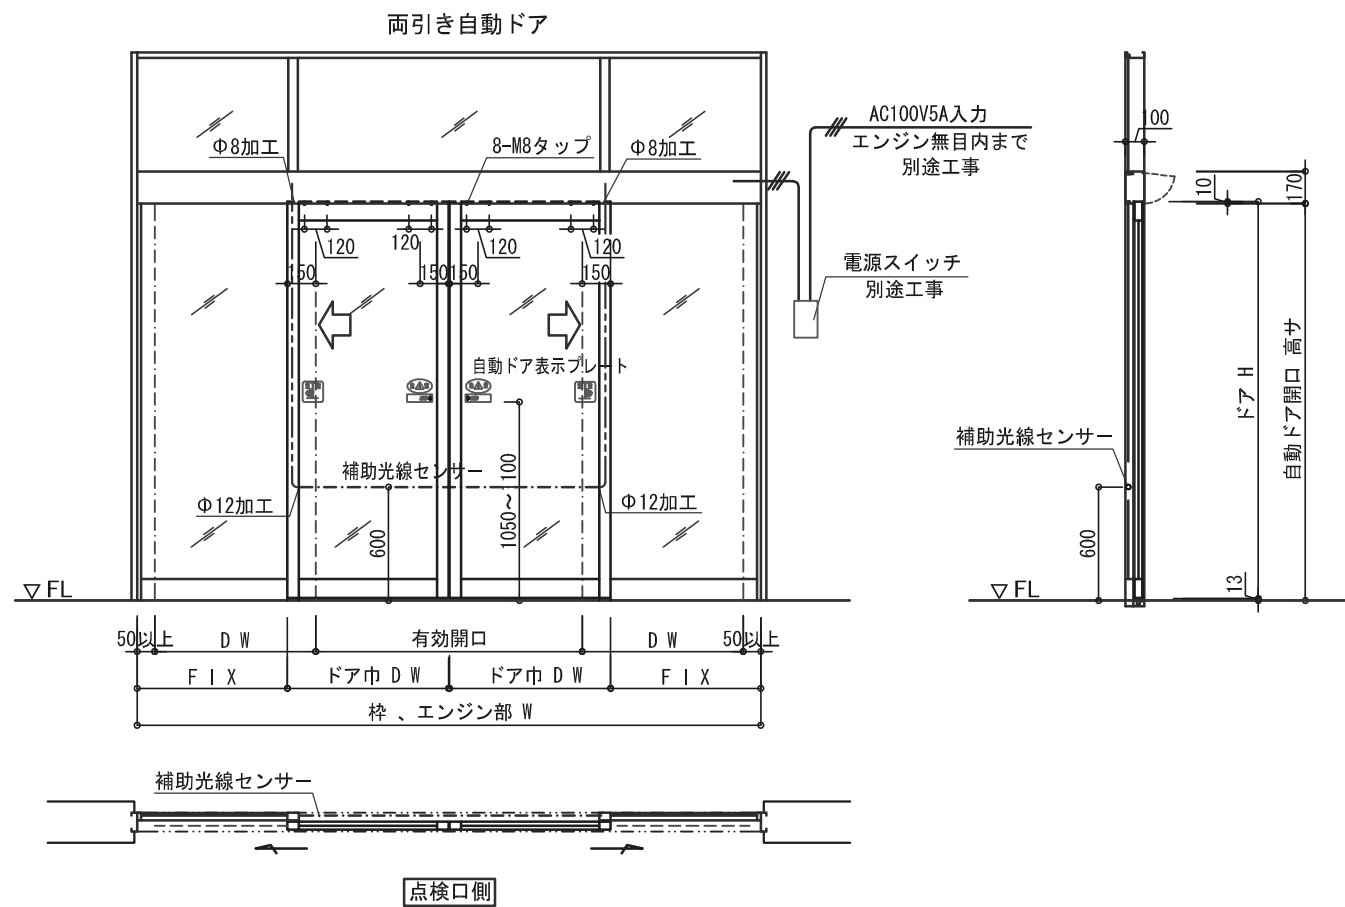 両引き自動ドア
AC100V5A入力
エンジン無目内まで
別途工事
Φ8加工
8-M8タップ
Φ8加工
100
10
170
120
120
120
120
150
150
150
150
電源スイッチ
別途工事
自動ドア表示プレート
ドア H
自動ドア開口 高サ
補助光線センサー
補助光線センサー
Φ12加工
Φ12加工
600
1050~1100
600
13
▽FL
▽FL
50以上
D W
有効開口
D W
50以上
F I X
ドア巾 D W
ドア巾 D W
F I X
枠 、エンジン部 W
補助光線センサー
点検口側